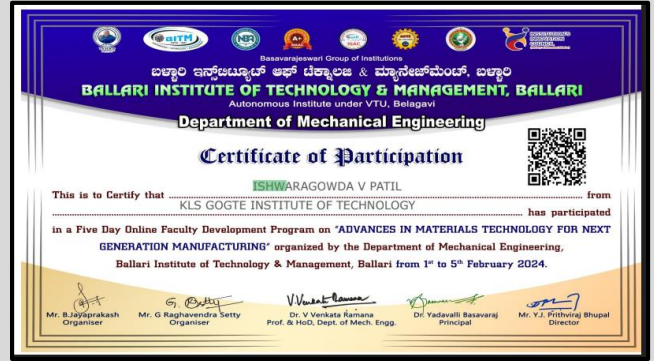 Basavarajeswari Group of Institutions
ಬಳ್ಳಾರಿ ಇನ್ಸ್‌ಟಿಟ್ಯೂಟ್ ಆಫ್ ಟೆಕ್ನಾಲಜಿ & ಮ್ಯಾನೇಜ್‌ಮೆಂಟ್, ಬಳ್ಳಾರಿ
BALLARI INSTITUTE OF TECHNOLOGY & MANAGEMENT, BALLARI
Autonomous Institute under VTU, Belagavi
Department of Mechanical Engineering
Certificate of Participation
This is to Certify that ISHWARAGOWDA V PATIL from
KLS GOGTE INSTITUTE OF TECHNOLOGY has participated
in a Five Day Online Faculty Development Program on "ADVANCES IN MATERIALS TECHNOLOGY FOR NEXT
GENERATION MANUFACTURING" organized by the Department of Mechanical Engineering,
Ballari Institute of Technology & Management, Ballari from 1st to 5th February 2024.
Mr. B.Jayaprakash
Organiser
Mr. G Raghavendra Setty
Organiser
Dr. V Venkata Ramana
Prof. & HoD, Dept. of Mech. Engg.
Dr. Yadavalli Basavaraj
Principal
Mr. Y.J. Prithviraj Bhupal
Director